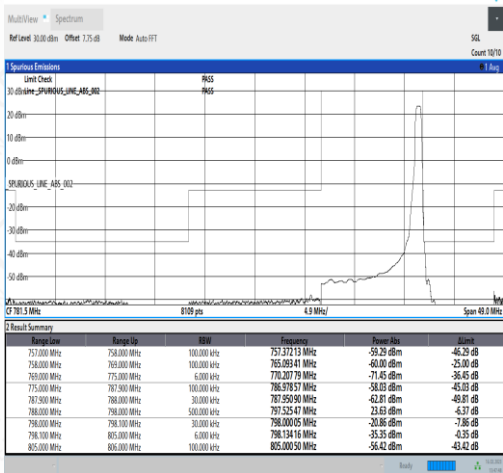 MultiView Spectrum
Ref Level 30.00 dBm Offset 7.75 dB Mode Auto FFT
SGL
Count 10/10
1 Spurious Emissions 1 Avg
Limit Check PASS
30 dBm Line _SPURIOUS_LINE_ABS_002 PASS
20 dBm
10 dBm
0 dBm
SPURIOUS_LINE_ABS_002
-20 dBm
-30 dBm
-40 dBm
-50 dBm
CF 781.5 MHz 8109 pts 4.9 MHz/ Span 49.0 MHz
2 Result Summary
Range Low Range Up RBW Frequency Power Abs ΔLimit
757.000 MHz 758.000 MHz 100.000 kHz 757.37213 MHz -59.29 dBm -46.29 dB
758.000 MHz 769.000 MHz 100.000 kHz 765.09341 MHz -60.00 dBm -25.00 dB
769.000 MHz 775.000 MHz 6.000 kHz 770.20779 MHz -71.45 dBm -36.45 dB
775.000 MHz 787.900 MHz 100.000 kHz 786.97857 MHz -58.03 dBm -45.03 dB
787.900 MHz 788.000 MHz 30.000 kHz 787.95090 MHz -62.81 dBm -49.81 dB
788.000 MHz 798.000 MHz 500.000 kHz 797.52547 MHz 23.63 dBm -6.37 dB
798.000 MHz 798.100 MHz 30.000 kHz 798.00005 MHz -20.86 dBm -7.86 dB
798.100 MHz 805.000 MHz 6.000 kHz 798.13416 MHz -35.35 dBm -0.35 dB
805.000 MHz 806.000 MHz 100.000 kHz 805.00050 MHz -56.42 dBm -43.42 dB
Ready